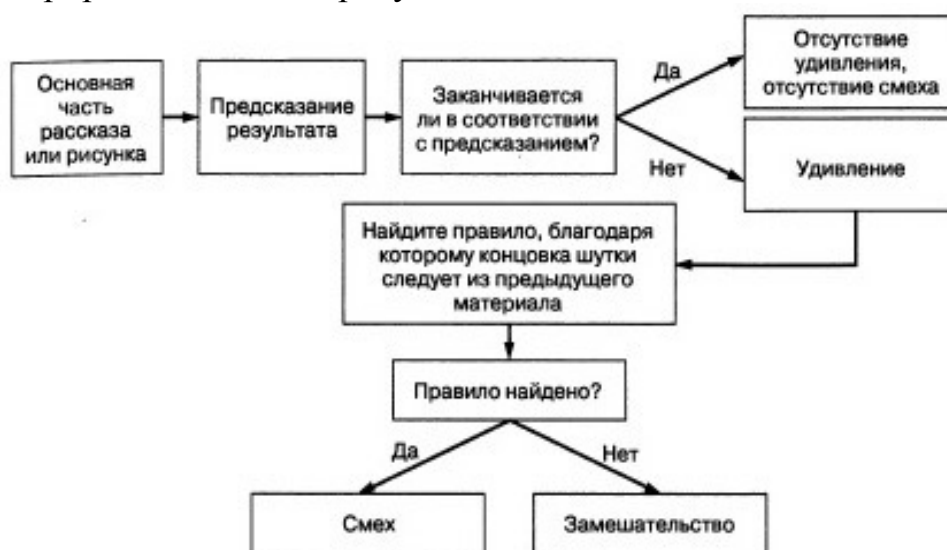 Основная
часть
рассказа
или рисунка
Предсказание
результата
Заканчивается
ли в соответствии
с предсказанием?
Да
Отсутствие
удивления,
отсутствие смеха
Нет
Удивление
Найдите правило, благодаря
которому концовка шутки
следует из предыдущего
материала
Правило найдено?
Да
Нет
Смех
Замешательство